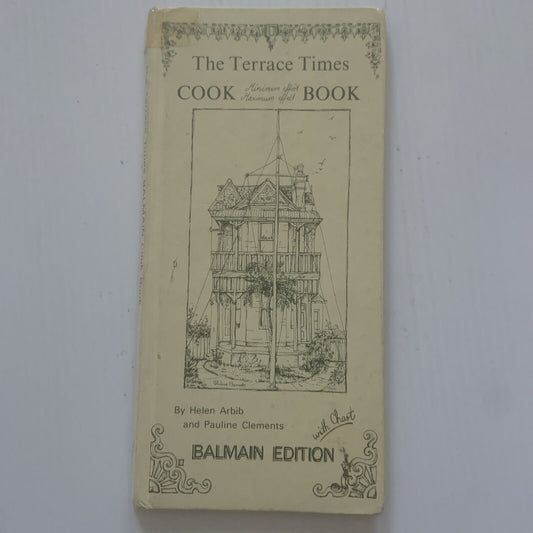 The Terrace Times
COOK Minimum effort Maximum effect BOOK
By Helen Arbib
and Pauline Clements
with Chart
BALMAIN EDITION